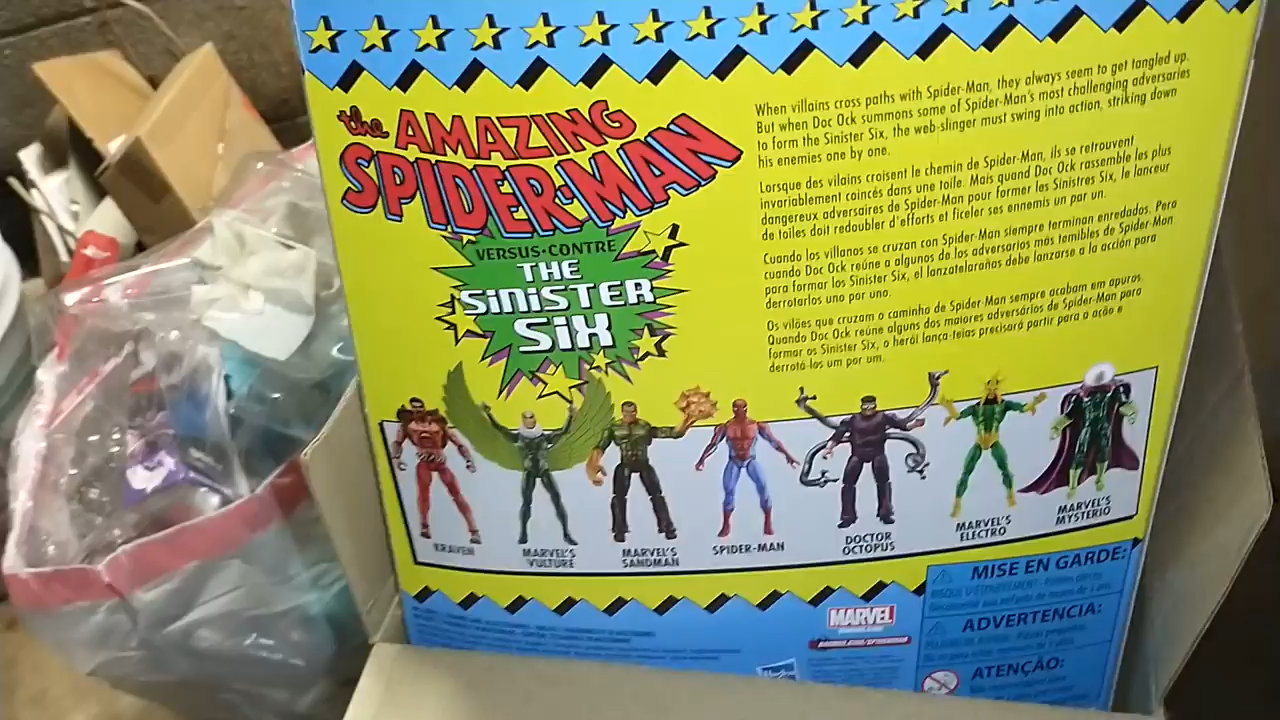 the AMAZING
SPIDER-MAN
VERSUS•CONTRE
THE
SINISTER
SIX
When villains cross paths with Spider-Man, they always seem to get tangled up.
But when Doc Ock summons some of Spider-Man's most challenging adversaries
to form the Sinister Six, the web-slinger must swing into action, striking down
his enemies one by one.
Lorsque des vilains croisent le chemin de Spider-Man, ils se retrouvent
invariablement coincés dans une toile. Mais quand Doc Ock rassemble les plus
dangereux adversaires de Spider-Man pour former les Sinistres Six, le lanceur
de toiles doit redoubler d'efforts et ficeler ses ennemis un par un.
Cuando los villanos se cruzan con Spider-Man siempre terminan enredados. Pero
cuando Doc Ock reúne a algunos de los adversarios más temibles de Spider-Man
para formar los Sinister Six, el lanzatelarañas debe lanzarse a la acción para
derrotarlos uno por uno.
Os vilões que cruzam o caminho de Spider-Man sempre acabam em apuros.
Quando Doc Ock reúne alguns dos maiores adversários de Spider-Man para
formar os Sinister Six, o herói lança-teias precisará partir para a ação e
derrotá-los um por um.
KRAVEN
MARVEL'S
VULTURE
MARVEL'S
SANDMAN
SPIDER-MAN
DOCTOR
OCTOPUS
MARVEL'S
ELECTRO
MARVEL'S
MYSTERIO
MARVEL
MISE EN GARDE:
ADVERTENCIA:
ATENÇÃO: